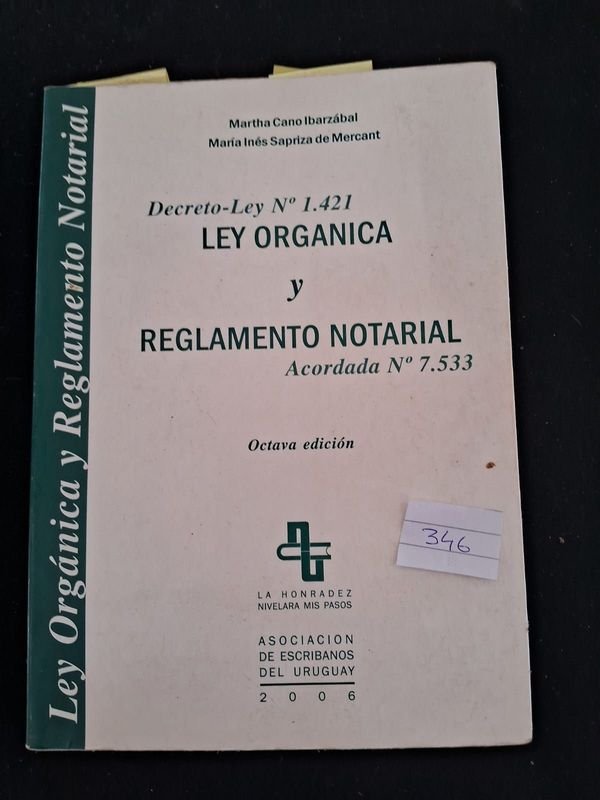 Ley Orgánica y Reglamento Notarial
Martha Cano Ibarzábal
María Inés Sapriza de Mercant
Decreto-Ley Nº 1.421
LEY ORGANICA
y
REGLAMENTO NOTARIAL
Acordada Nº 7.533
Octava edición
346
LA HONRADEZ
NIVELARA MIS PASOS
ASOCIACION
DE ESCRIBANOS
DEL URUGUAY
2006